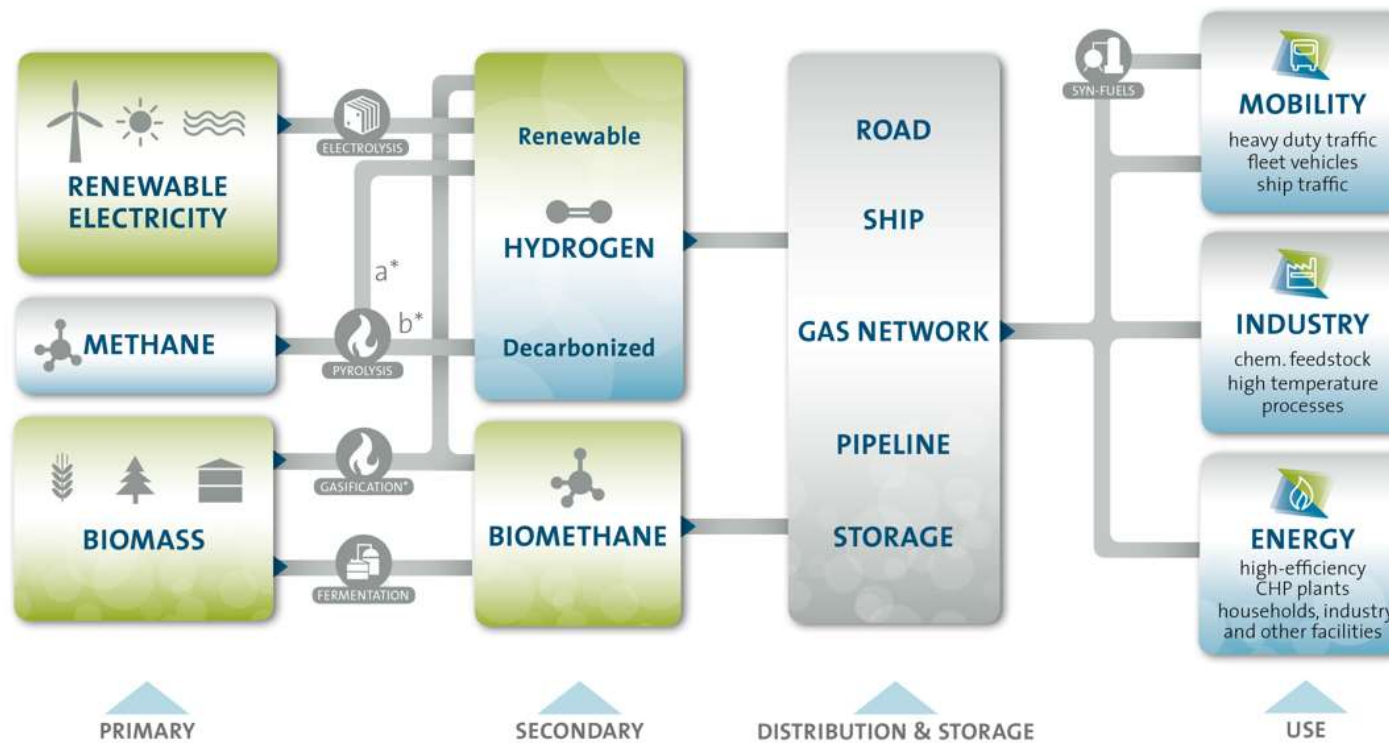 RENEWABLE
ELECTRICITY
METHANE
BIOMASS
ELECTROLYSIS
a*
b*
PYROLYSIS
GASIFICATION*
FERMENTATION
Renewable
HYDROGEN
Decarbonized
BIOMETHANE
ROAD
SHIP
GAS NETWORK
PIPELINE
STORAGE
SYN-FUELS
MOBILITY
heavy duty traffic
fleet vehicles
ship traffic
INDUSTRY
chem. feedstock
high temperature
processes
ENERGY
high-efficiency
CHP plants
households, industry
and other facilities
PRIMARY
SECONDARY
DISTRIBUTION & STORAGE
USE